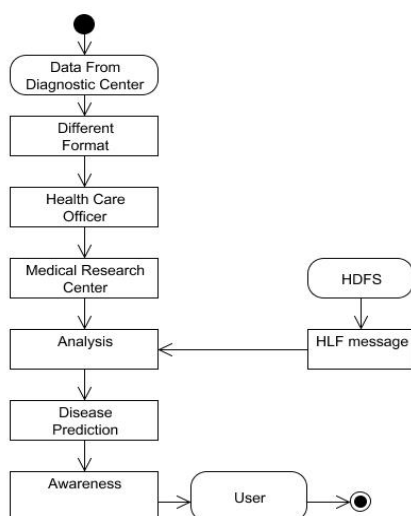 Data From
Diagnostic Center
Different
Format
Health Care
Officer
Medical Research
Center
HDFS
Analysis
HLF message
Disease
Prediction
Awareness
User